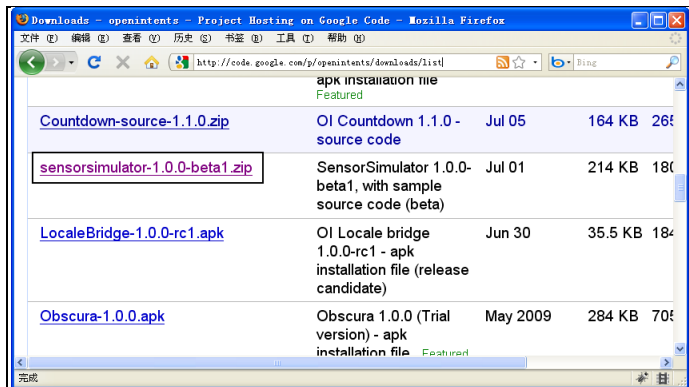 Downloads - openintents - Project Hosting on Google Code - Mozilla Firefox
文件(F) 编辑(E) 查看(V) 历史(S) 书签(B) 工具(T) 帮助(H)
http://code.google.com/p/openintents/downloads/list
Bing
apk installation file
Featured
Countdown-source-1.1.0.zip OI Countdown 1.1.0 - Jul 05 164 KB 265
source code
sensorsimulator-1.0.0-beta1.zip SensorSimulator 1.0.0- Jul 01 214 KB 180
beta1, with sample
source code (beta)
LocaleBridge-1.0.0-rc1.apk OI Locale bridge Jun 30 35.5 KB 184
1.0.0-rc1 - apk
installation file (release
candidate)
Obscura-1.0.0.apk Obscura 1.0.0 (Trial May 2009 284 KB 705
version) - apk
installation file Featured
完成